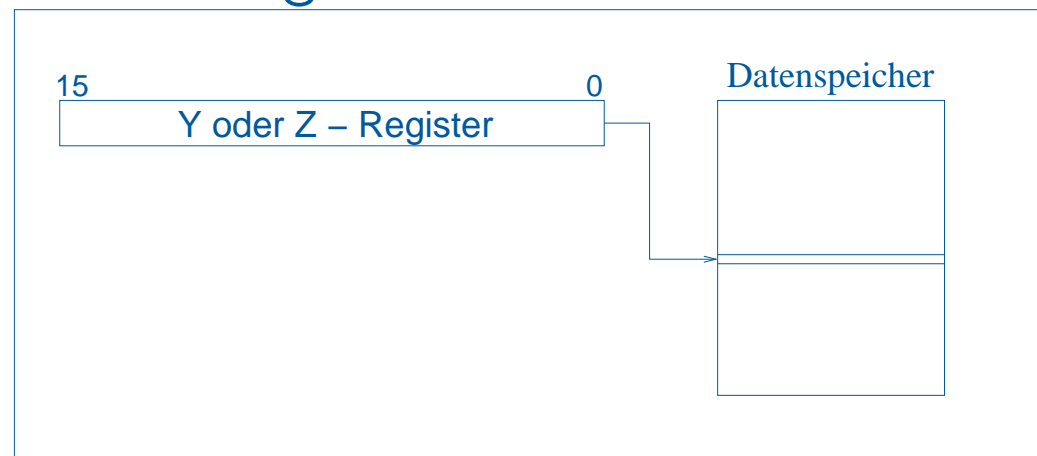 15 0
Y oder Z – Register
Datenspeicher